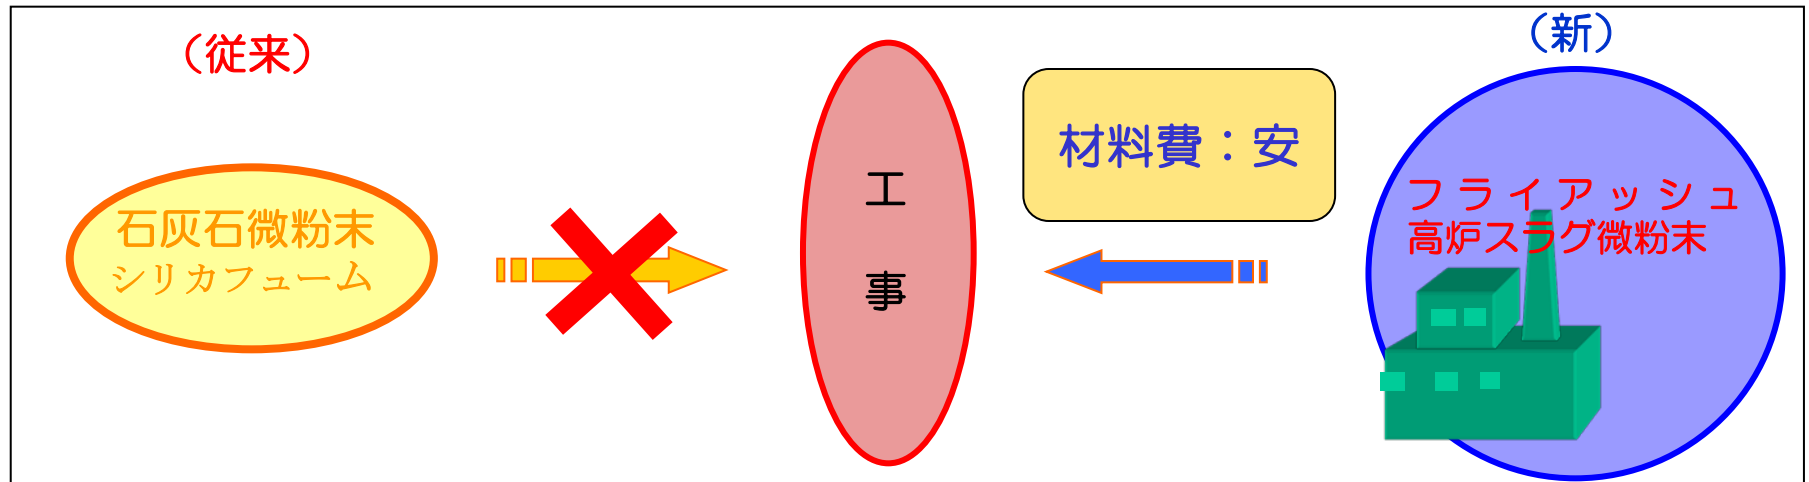 （従来）
石灰石微粉末
シリカフューム
工
事
材料費：安
（新）
フライアッシュ
高炉スラグ微粉末